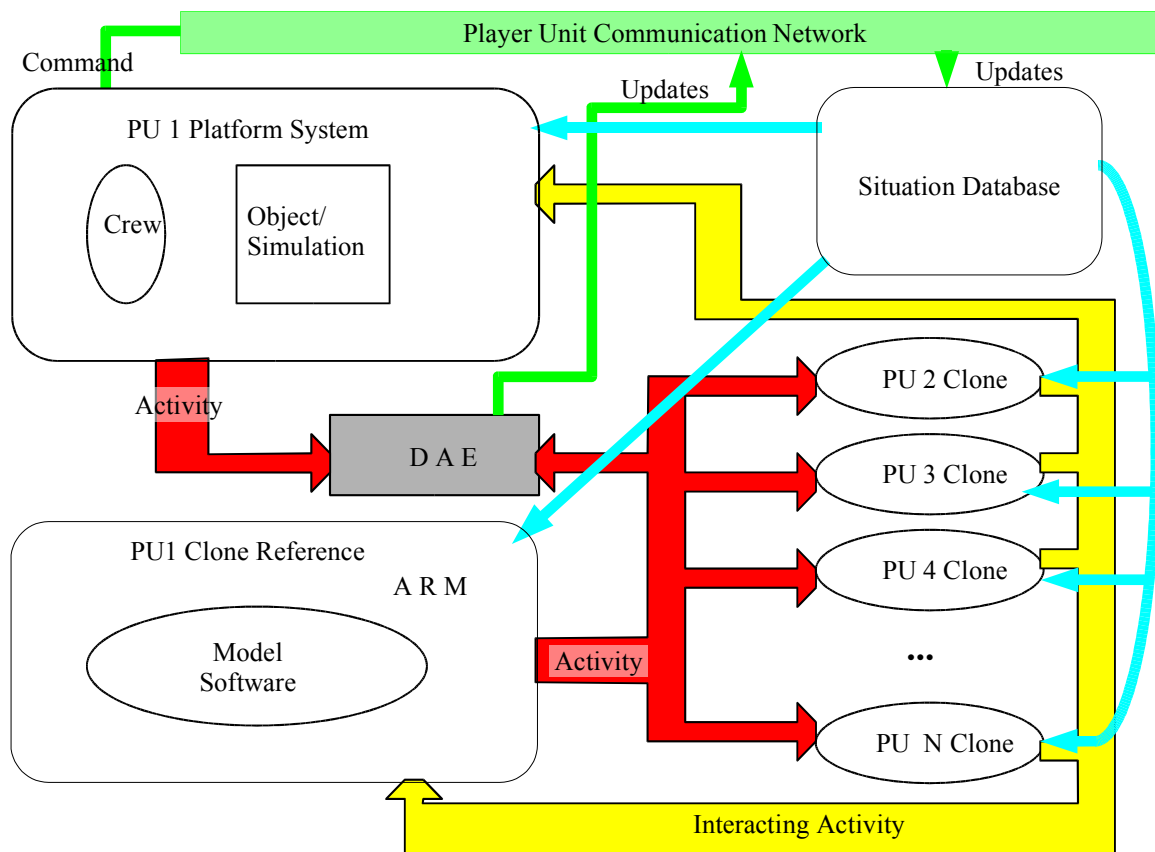 Player Unit Communication Network
Command
Updates
Updates
PU 1 Platform System
Crew
Object/
Simulation
Situation Database
Activity
D A E
PU 2 Clone
PU 3 Clone
PU 4 Clone
...
PU N Clone
PU1 Clone Reference
A R M
Model
Software
Activity
Interacting Activity